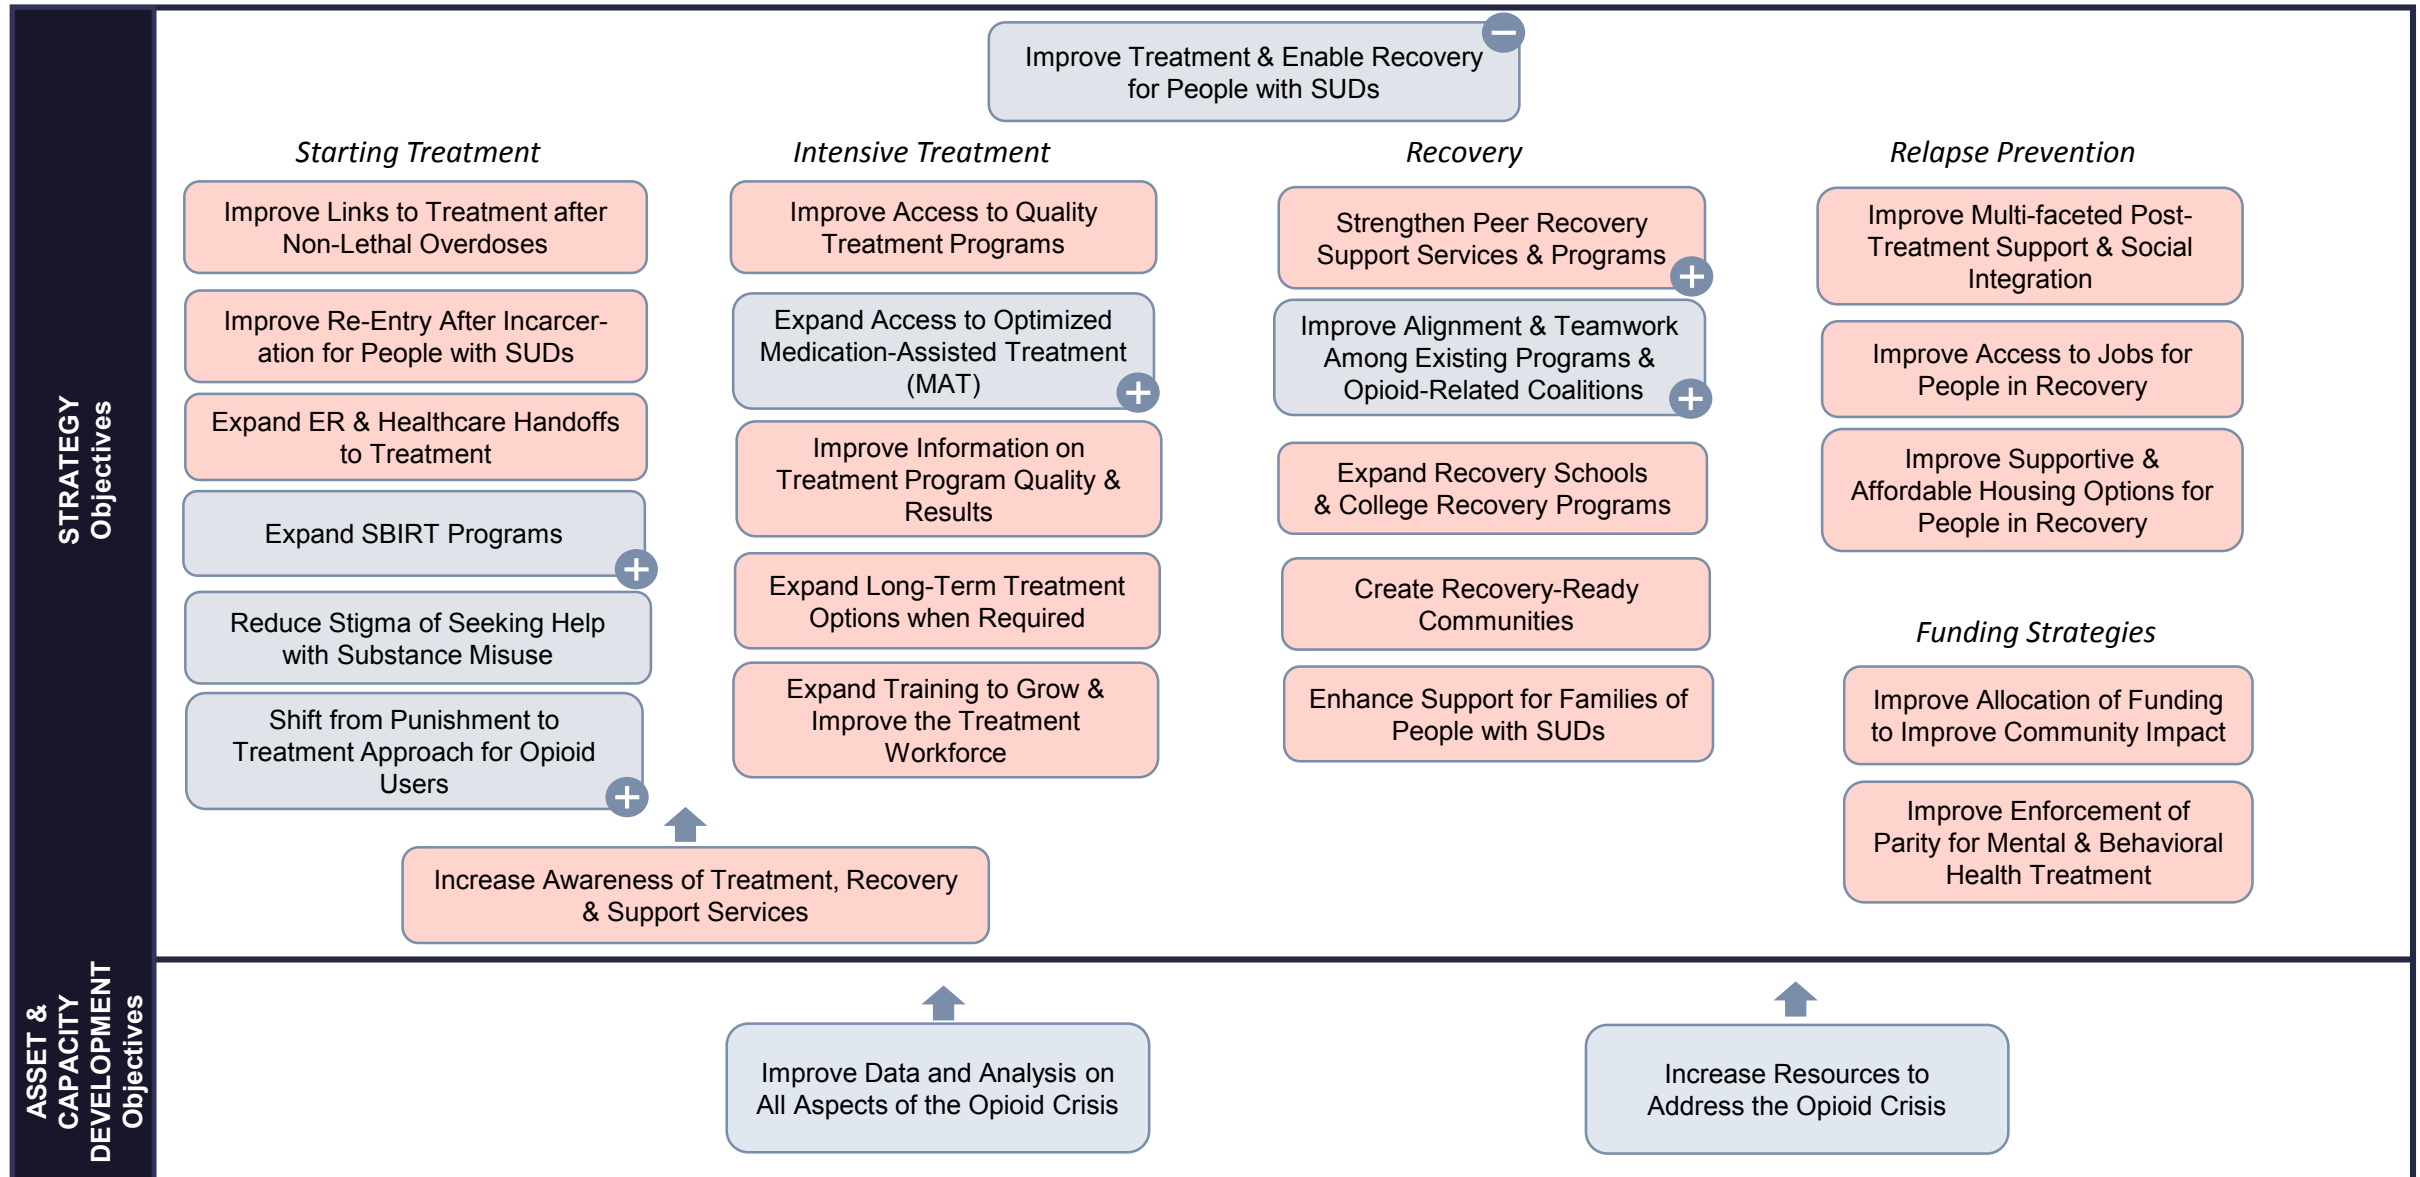 Improve Treatment & Enable Recovery
for People with SUDs
STRATEGY
Objectives
Starting Treatment
Improve Links to Treatment after
Non-Lethal Overdoses
Improve Re-Entry After Incarcer-
ation for People with SUDs
Expand ER & Healthcare Handoffs
to Treatment
Expand SBIRT Programs
Reduce Stigma of Seeking Help
with Substance Misuse
Shift from Punishment to
Treatment Approach for Opioid
Users
Intensive Treatment
Improve Access to Quality
Treatment Programs
Expand Access to Optimized
Medication-Assisted Treatment
(MAT)
Improve Information on
Treatment Program Quality &
Results
Expand Long-Term Treatment
Options when Required
Expand Training to Grow &
Improve the Treatment
Workforce
Recovery
Strengthen Peer Recovery
Support Services & Programs
Improve Alignment & Teamwork
Among Existing Programs &
Opioid-Related Coalitions
Expand Recovery Schools
& College Recovery Programs
Create Recovery-Ready
Communities
Enhance Support for Families of
People with SUDs
Relapse Prevention
Improve Multi-faceted Post-
Treatment Support & Social
Integration
Improve Access to Jobs for
People in Recovery
Improve Supportive &
Affordable Housing Options for
People in Recovery
Funding Strategies
Improve Allocation of Funding
to Improve Community Impact
Improve Enforcement of
Parity for Mental & Behavioral
Health Treatment
Increase Awareness of Treatment, Recovery
& Support Services
ASSET &
CAPACITY
DEVELOPMENT
Objectives
Improve Data and Analysis on
All Aspects of the Opioid Crisis
Increase Resources to
Address the Opioid Crisis